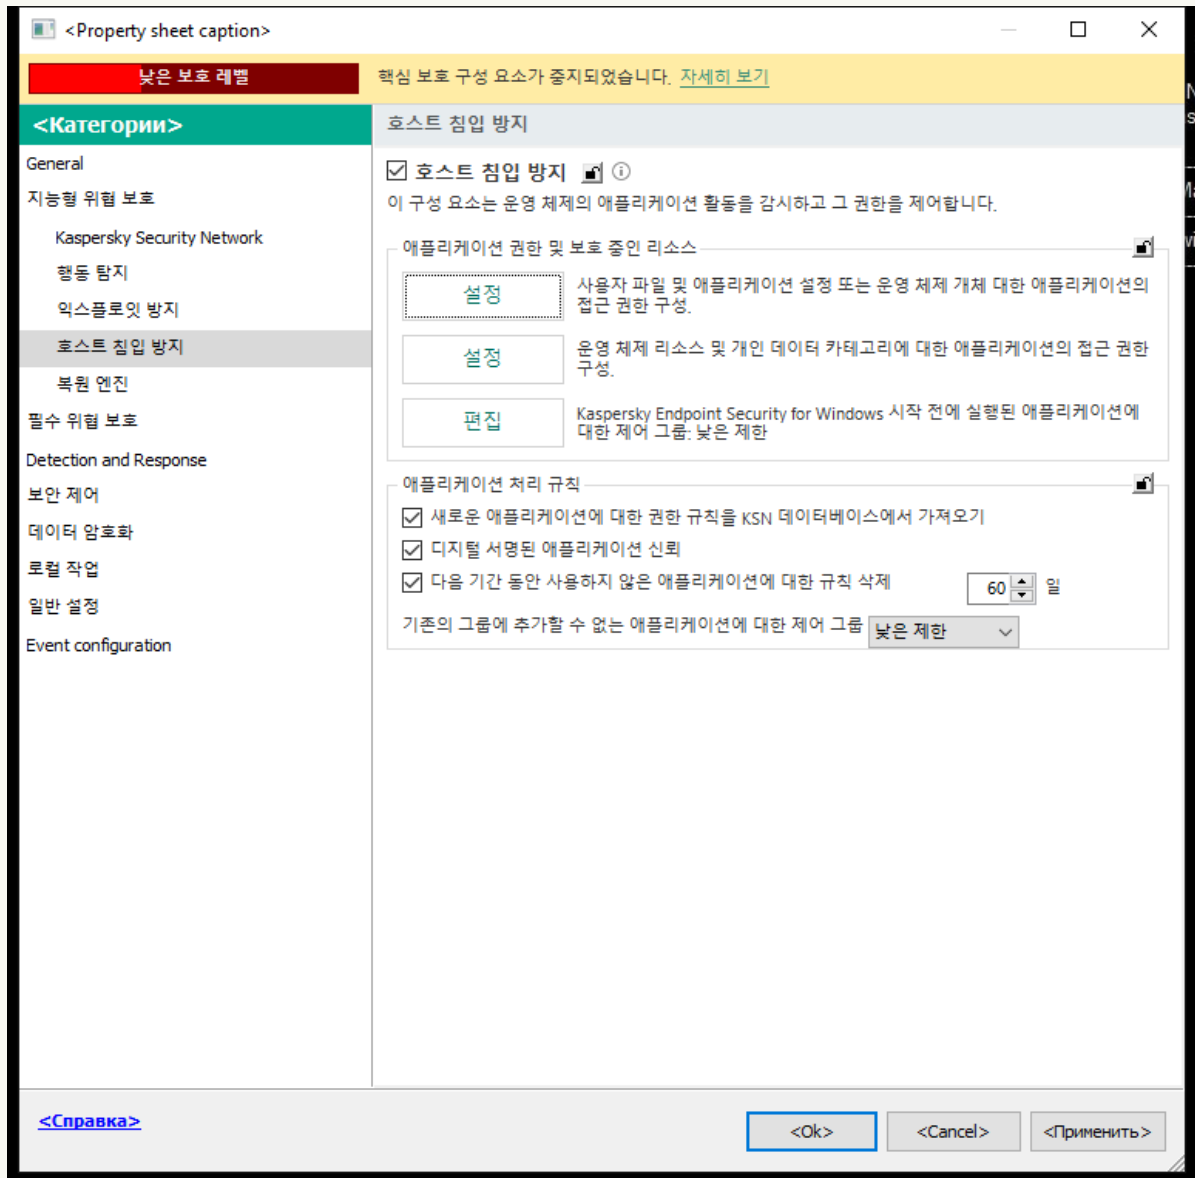 <Property sheet caption>
낮은 보호 레벨
핵심 보호 구성 요소가 중지되었습니다. 자세히 보기
<Категории>
General
지능형 위협 보호
Kaspersky Security Network
행동 탐지
익스플로잇 방지
호스트 침입 방지
복원 엔진
필수 위협 보호
Detection and Response
보안 제어
데이터 암호화
로컬 작업
일반 설정
Event configuration
호스트 침입 방지
호스트 침입 방지
이 구성 요소는 운영 체제의 애플리케이션 활동을 감시하고 그 권한을 제어합니다.
애플리케이션 권한 및 보호 중인 리소스
설정
사용자 파일 및 애플리케이션 설정 또는 운영 체제 개체 대한 애플리케이션의
접근 권한 구성.
설정
운영 체제 리소스 및 개인 데이터 카테고리에 대한 애플리케이션의 접근 권한
구성.
편집
Kaspersky Endpoint Security for Windows 시작 전에 실행된 애플리케이션에
대한 제어 그룹: 낮은 제한
애플리케이션 처리 규칙
새로운 애플리케이션에 대한 권한 규칙을 KSN 데이터베이스에서 가져오기
디지털 서명된 애플리케이션 신뢰
다음 기간 동안 사용하지 않은 애플리케이션에 대한 규칙 삭제 60 일
기존의 그룹에 추가할 수 없는 애플리케이션에 대한 제어 그룹 낮은 제한
<Справка>
<Ok>
<Cancel>
<Применить>